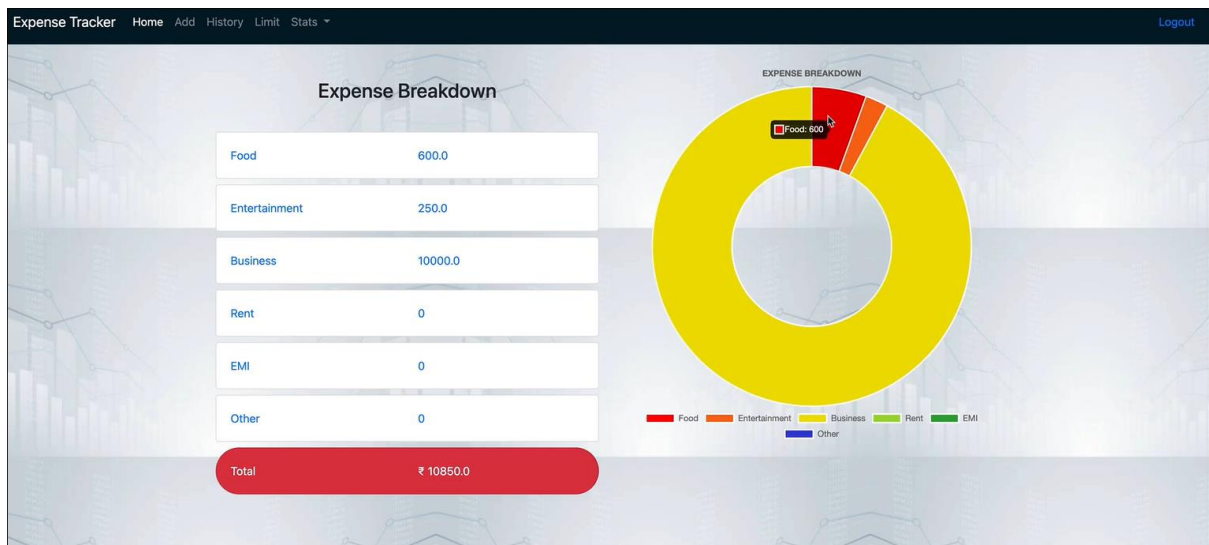 Expense Tracker Home Add History Limit Stats Logout
Expense Breakdown
Food 600.0
Entertainment 250.0
Business 10000.0
Rent 0
EMI 0
Other 0
Total ₹ 10850.0
EXPENSE BREAKDOWN
Food: 600
Food Entertainment Business Rent EMI
Other